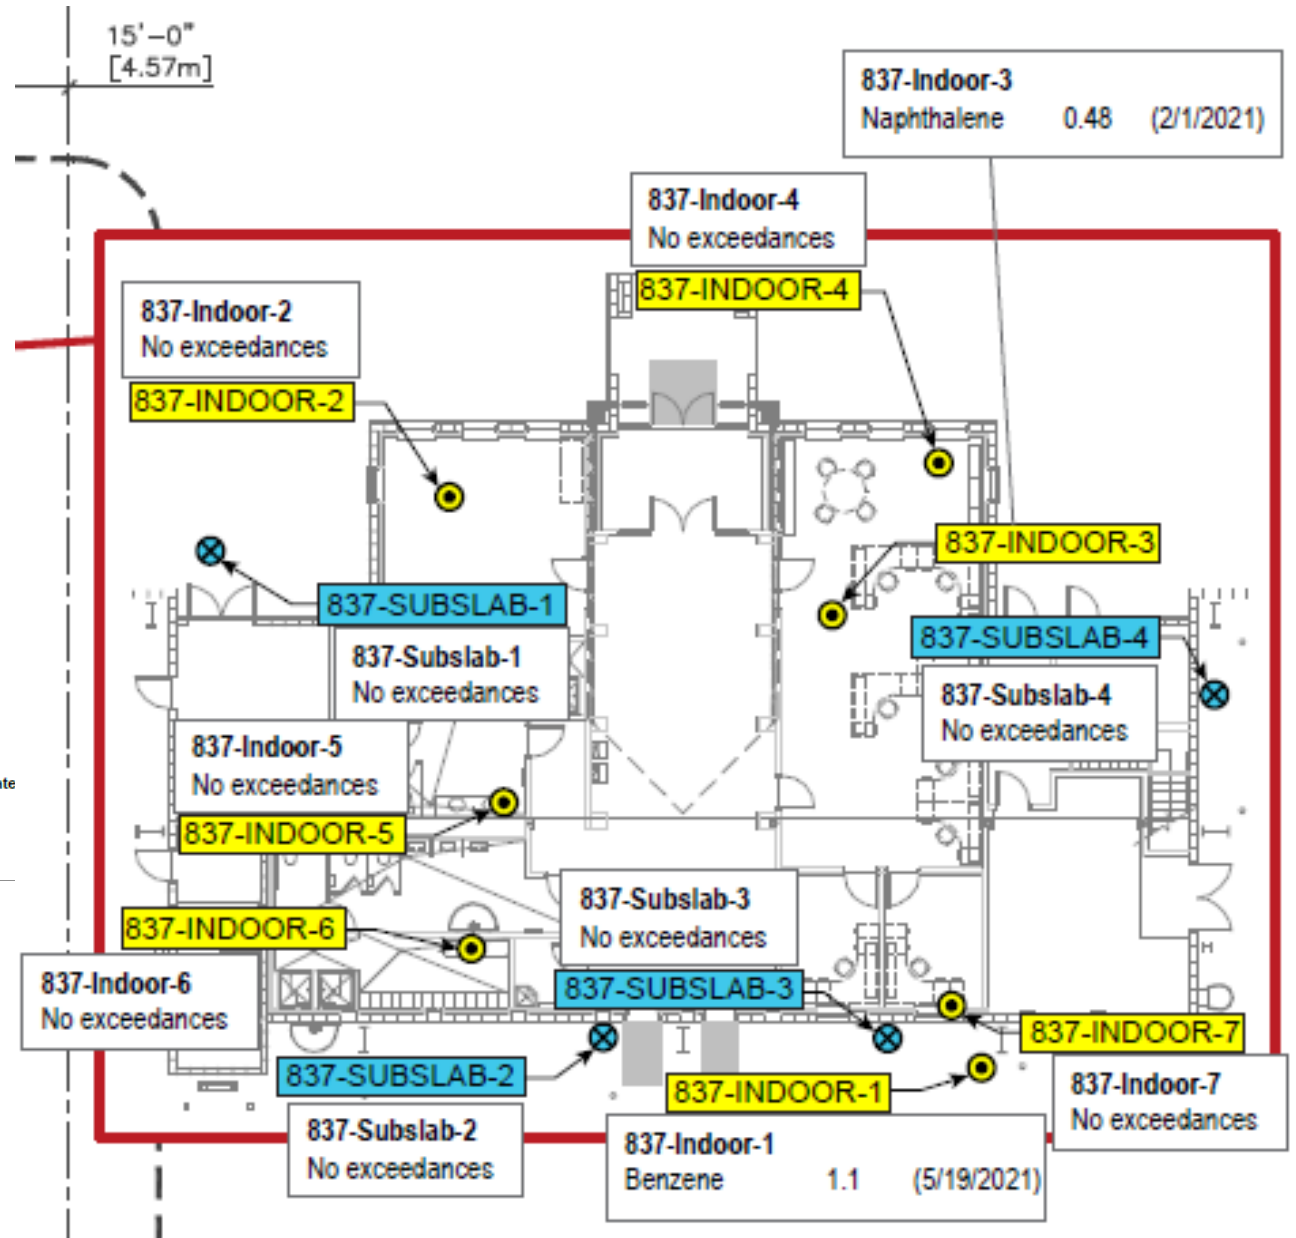 15'-0"
[4.57m]
837-Indoor-3
Naphthalene 0.48 (2/1/2021)
837-Indoor-4
No exceedances
837-INDOOR-4
837-Indoor-2
No exceedances
837-INDOOR-2
837-INDOOR-3
837-SUBSLAB-1
837-Subslab-1
No exceedances
837-SUBSLAB-4
837-Subslab-4
No exceedances
837-Indoor-5
No exceedances
837-INDOOR-5
837-Subslab-3
No exceedances
837-SUBSLAB-3
837-INDOOR-6
837-Indoor-6
No exceedances
837-INDOOR-7
837-Indoor-7
No exceedances
837-SUBSLAB-2
837-Subslab-2
No exceedances
837-INDOOR-1
837-Indoor-1
Benzene 1.1 (5/19/2021)